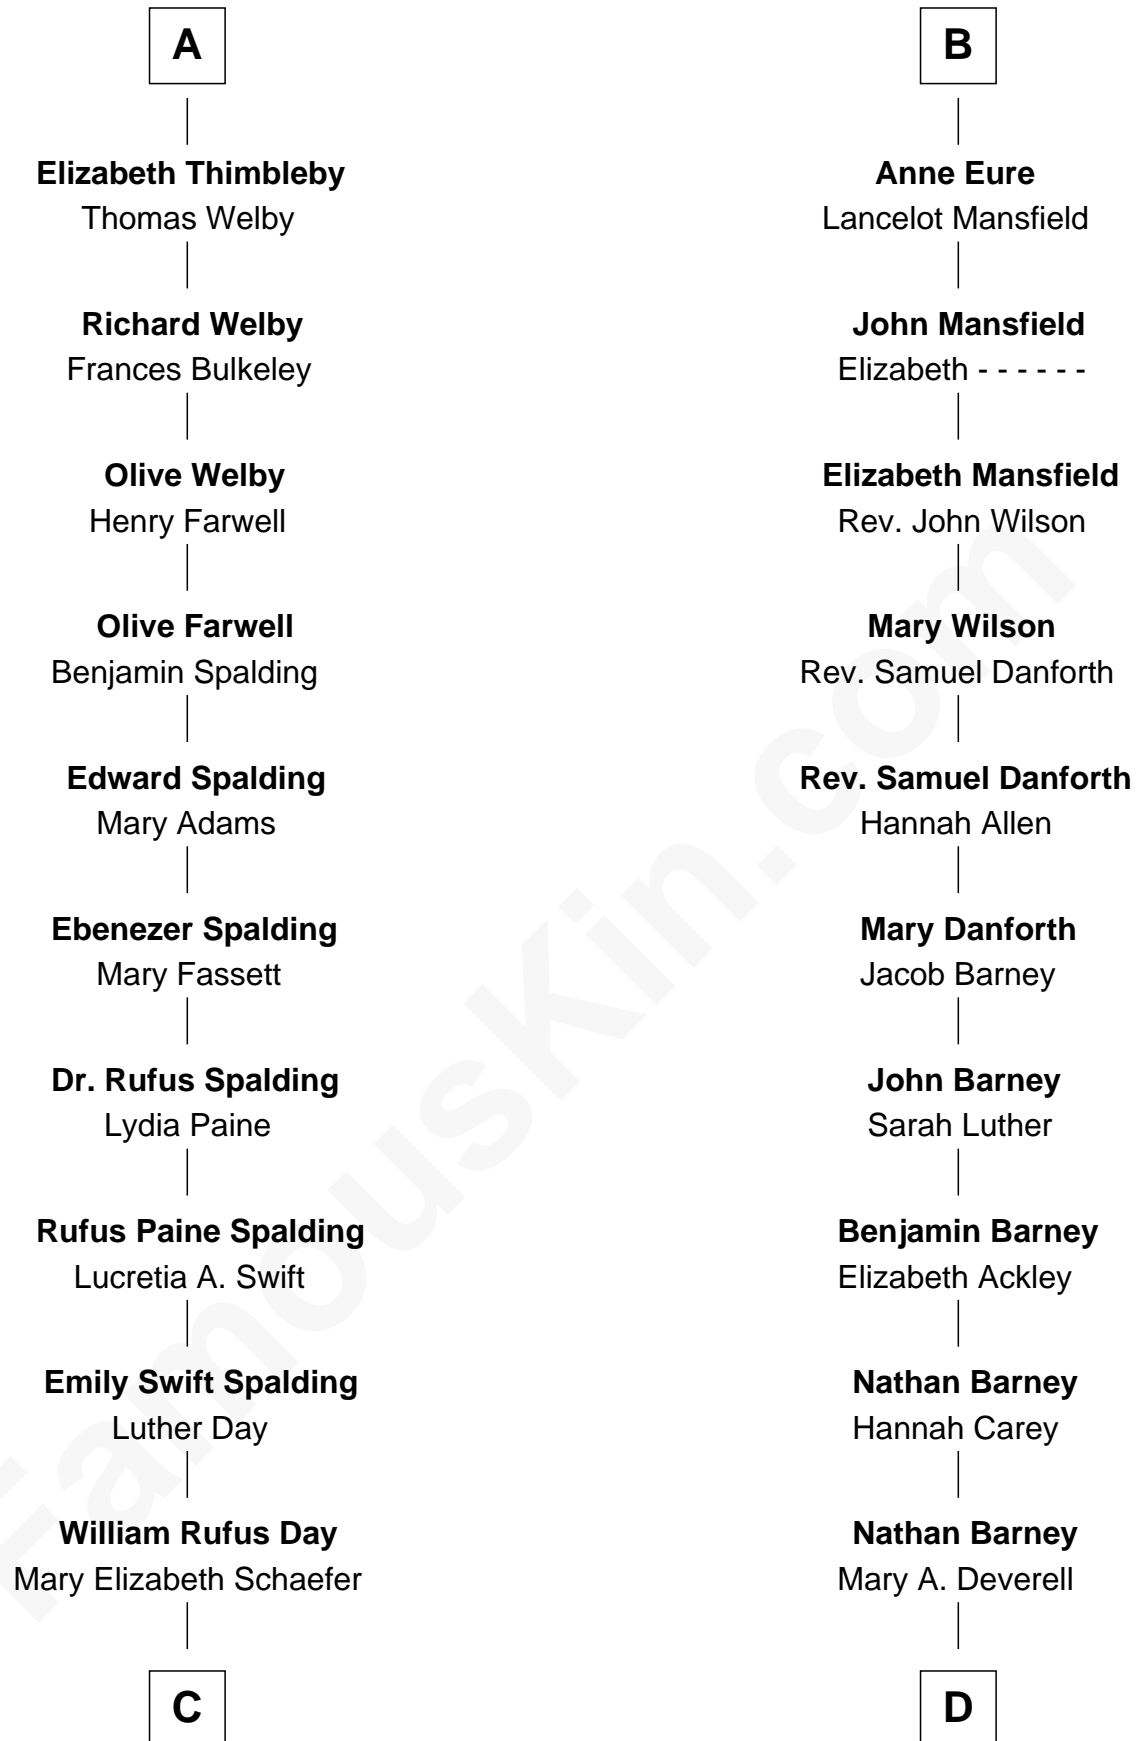 A
Elizabeth Thimbleby
Thomas Welby
Richard Welby
Frances Bulkeley
Olive Welby
Henry Farwell
Olive Farwell
Benjamin Spalding
Edward Spalding
Mary Adams
Ebenezer Spalding
Mary Fassett
Dr. Rufus Spalding
Lydia Paine
Rufus Paine Spalding
Lucretia A. Swift
Emily Swift Spalding
Luther Day
William Rufus Day
Mary Elizabeth Schaefer
C
B
Anne Eure
Lancelot Mansfield
John Mansfield
Elizabeth - - - - - -
Elizabeth Mansfield
Rev. John Wilson
Mary Wilson
Rev. Samuel Danforth
Rev. Samuel Danforth
Hannah Allen
Mary Danforth
Jacob Barney
John Barney
Sarah Luther
Benjamin Barney
Elizabeth Ackley
Nathan Barney
Hannah Carey
Nathan Barney
Mary A. Deverell
D
FamousKin.com